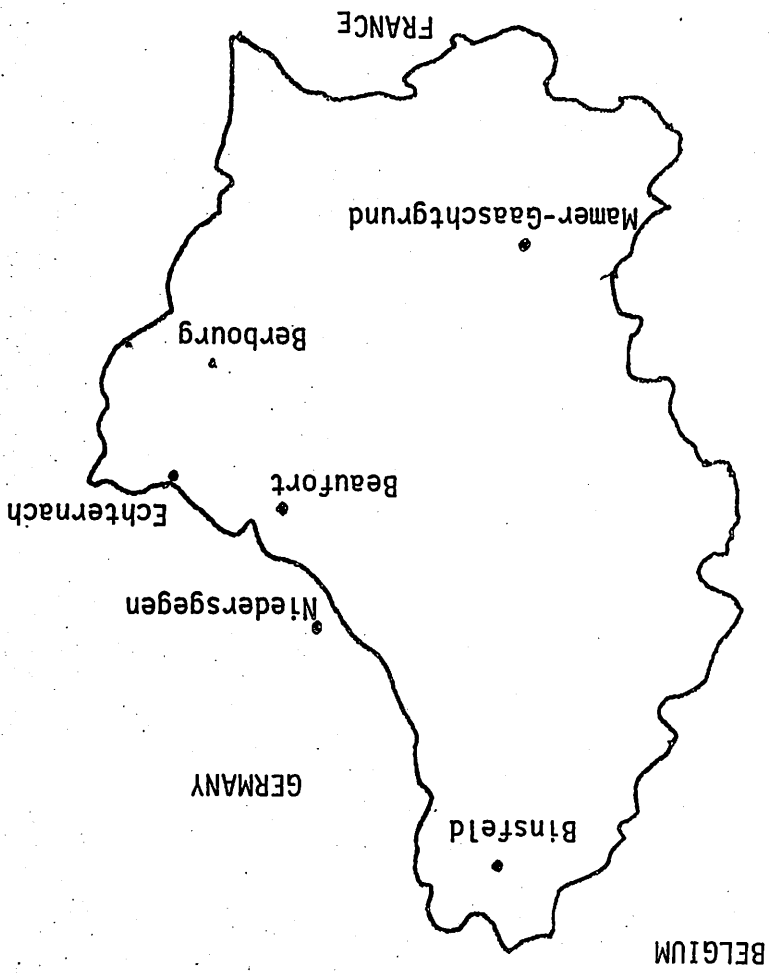 BELGIUM
Binsfeld
GERMANY
Niedersgegen
Echternach
Beaufort
Berbourg
Mamer-Gaaschtgrund
FRANCE